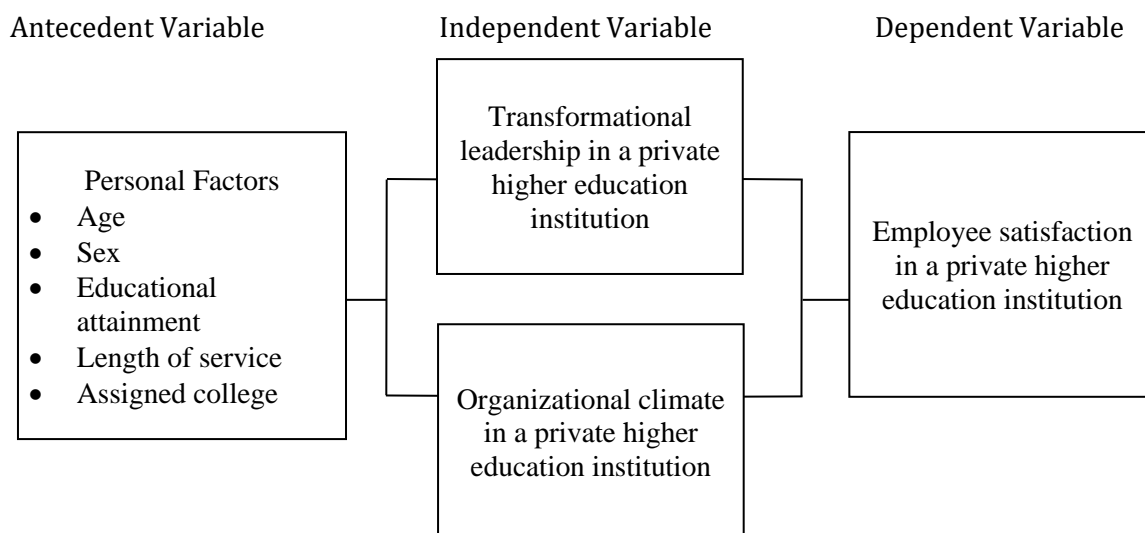 Antecedent Variable
Independent Variable
Dependent Variable
Personal Factors
• Age
• Sex
• Educational
attainment
• Length of service
• Assigned college
Transformational
leadership in a private
higher education
institution
Organizational climate
in a private higher
education institution
Employee satisfaction
in a private higher
education institution